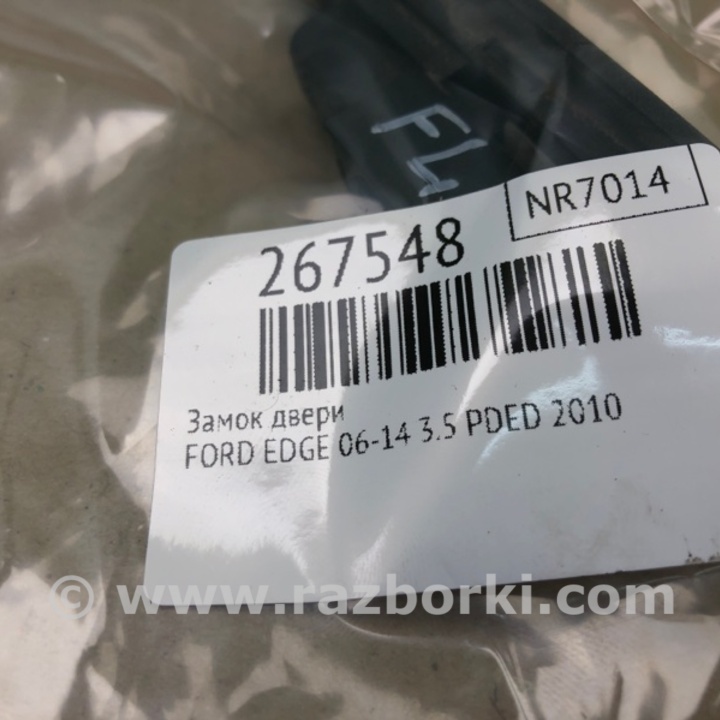 FL
NR7014
267548
Замок двери
FORD EDGE 06-14 3.5 PDED 2010
© www.razborki.com